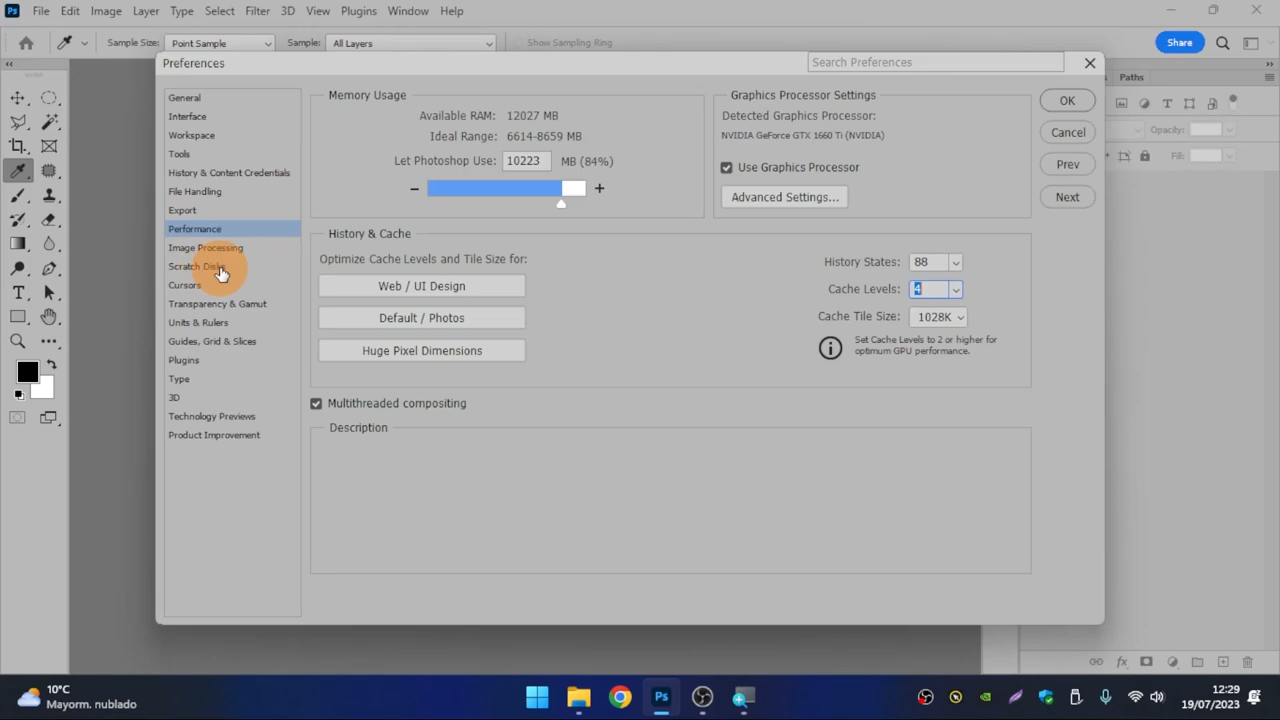 Ps File Edit Image Layer Type Select Filter 3D View Plugins Window Help
Sample Size: Point Sample Sample: All Layers Show Sampling Ring Share
Preferences Search Preferences
Paths
General
Interface
Workspace
Tools
History & Content Credentials
File Handling
Export
Performance
Image Processing
Scratch Disks
Cursors
Transparency & Gamut
Units & Rulers
Guides, Grid & Slices
Plugins
Type
3D
Technology Previews
Product Improvement
Memory Usage
Available RAM: 12027 MB
Ideal Range: 6614-8659 MB
Let Photoshop Use: 10223 MB (84%)
Graphics Processor Settings
Detected Graphics Processor:
NVIDIA GeForce GTX 1660 Ti (NVIDIA)
Use Graphics Processor
Advanced Settings...
OK
Cancel
Prev
Next
Opacity:
Fill:
History & Cache
Optimize Cache Levels and Tile Size for:
Web / UI Design
Default / Photos
Huge Pixel Dimensions
History States: 88
Cache Levels: 4
Cache Tile Size: 1028K
Set Cache Levels to 2 or higher for
optimum GPU performance.
Multithreaded compositing
Description
fx
10°C
Mayorm. nublado
Ps
12:29
19/07/2023